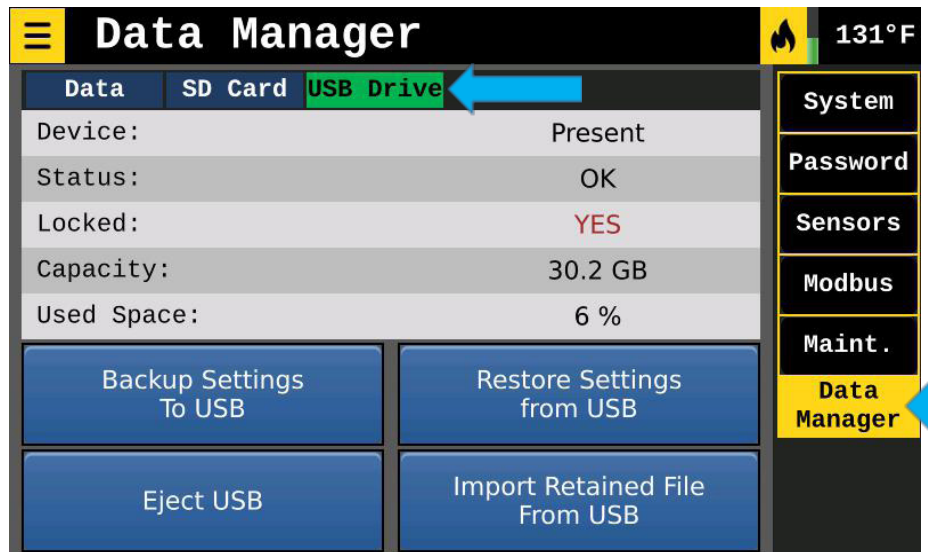 Data Manager
131°F
Data SD Card USB Drive
Device: Present
Status: OK
Locked: YES
Capacity: 30.2 GB
Used Space: 6 %
Backup Settings
To USB
Restore Settings
from USB
Eject USB
Import Retained File
From USB
System
Password
Sensors
Modbus
Maint.
Data
Manager